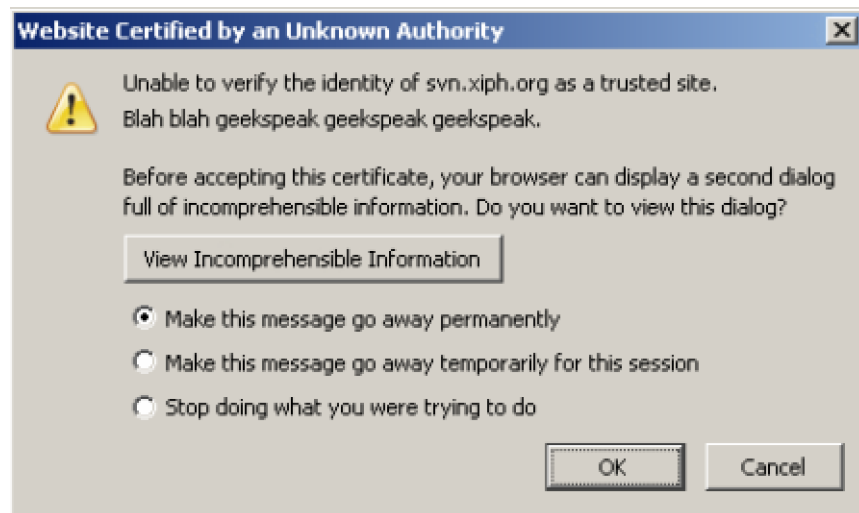 Website Certified by an Unknown Authority
Unable to verify the identity of svn.xiph.org as a trusted site.
Blah blah geekspeak geekspeak geekspeak.
Before accepting this certificate, your browser can display a second dialog
full of incomprehensible information. Do you want to view this dialog?
View Incomprehensible Information
Make this message go away permanently
Make this message go away temporarily for this session
Stop doing what you were trying to do
OK Cancel